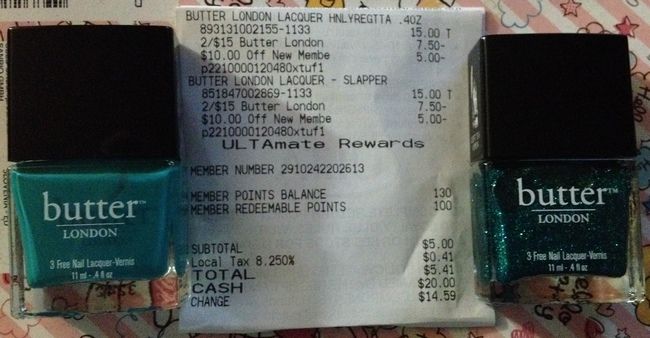 BUTTER LONDON LACQUER HNLYREGTTA .4OZ
893131002155-1133 15.00 T
2/$15 Butter London 7.50-
$10.00 Off New Membe 5.00-
p2210000120480xtuf1
BUTTER LONDON LACQUER - SLAPPER
851847002869-1133 15.00 T
2/$15 Butter London 7.50-
$10.00 Off New Membe 5.00-
p2210000120480xtuf1
ULTAmate Rewards
MEMBER NUMBER 2910242202613
MEMBER POINTS BALANCE 130
MEMBER REDEEMABLE POINTS 100
SUBTOTAL $5.00
Local Tax 8.250% $0.41
TOTAL $5.41
CASH $20.00
CHANGE $14.59
butter™
LONDON
3 Free Nail Lacquer-Vernis
11 ml - .4 fl oz
butter™
LONDON
3 Free Nail Lacquer-Vernis
11 ml - .4 fl oz